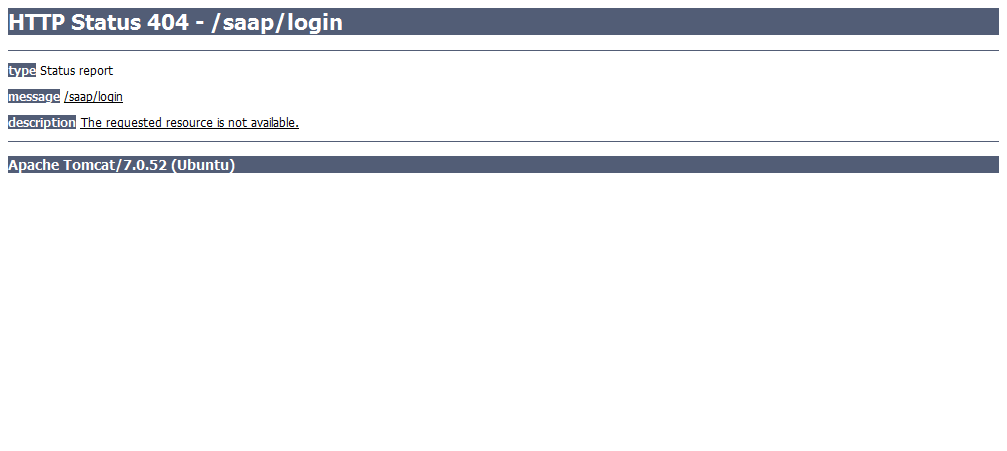 HTTP Status 404 - /saap/login
type Status report
message /saap/login
description The requested resource is not available.
Apache Tomcat/7.0.52 (Ubuntu)